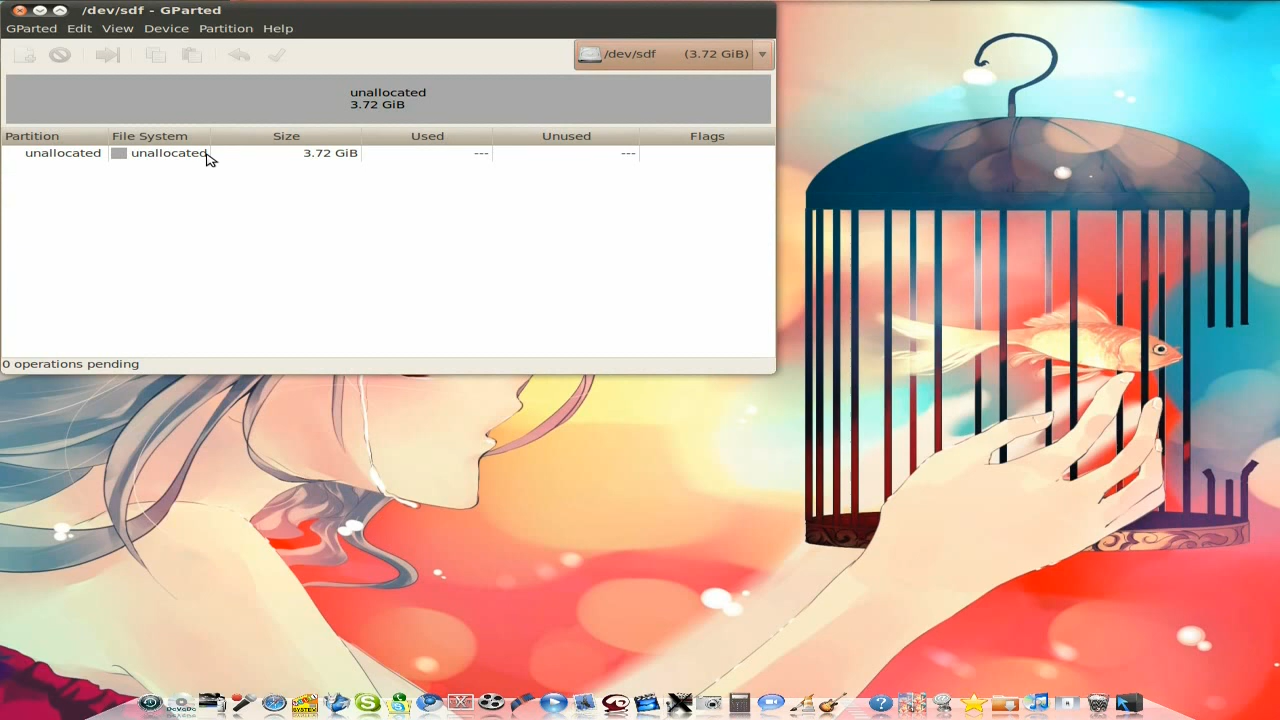 /dev/sdf - GParted
GParted Edit View Device Partition Help
/dev/sdf (3.72 GiB)
unallocated
3.72 GiB
Partition File System Size Used Unused Flags
unallocated unallocated 3.72 GiB --- ---
0 operations pending